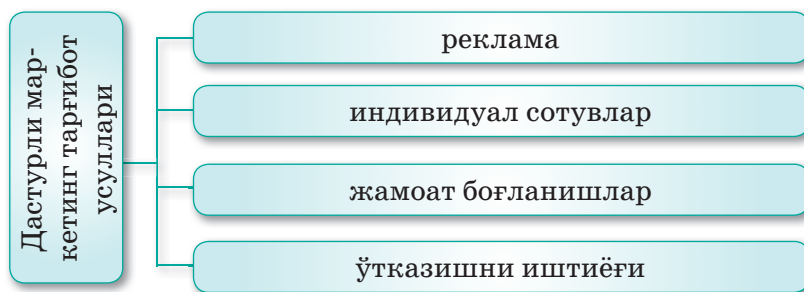 Дастурли мар-
кетинг тарғибот
усуллари
реклама
индивидуал сотувлар
жамоат боғланишлар
ўтказишни иштиёғи